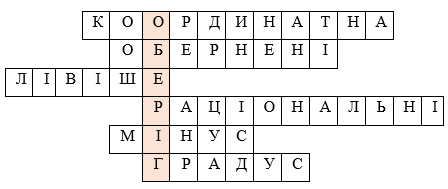 КООРДИНАТНА
ОБЕРНЕНІ
ЛІВІШЕ
РАЦІОНАЛЬНІ
МІНУС
ГРАДУС